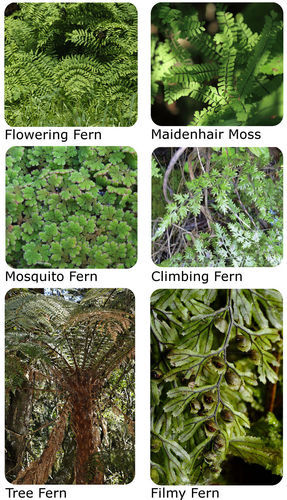 Flowering Fern
Maidenhair Moss
Mosquito Fern
Climbing Fern
Tree Fern
Filmy Fern